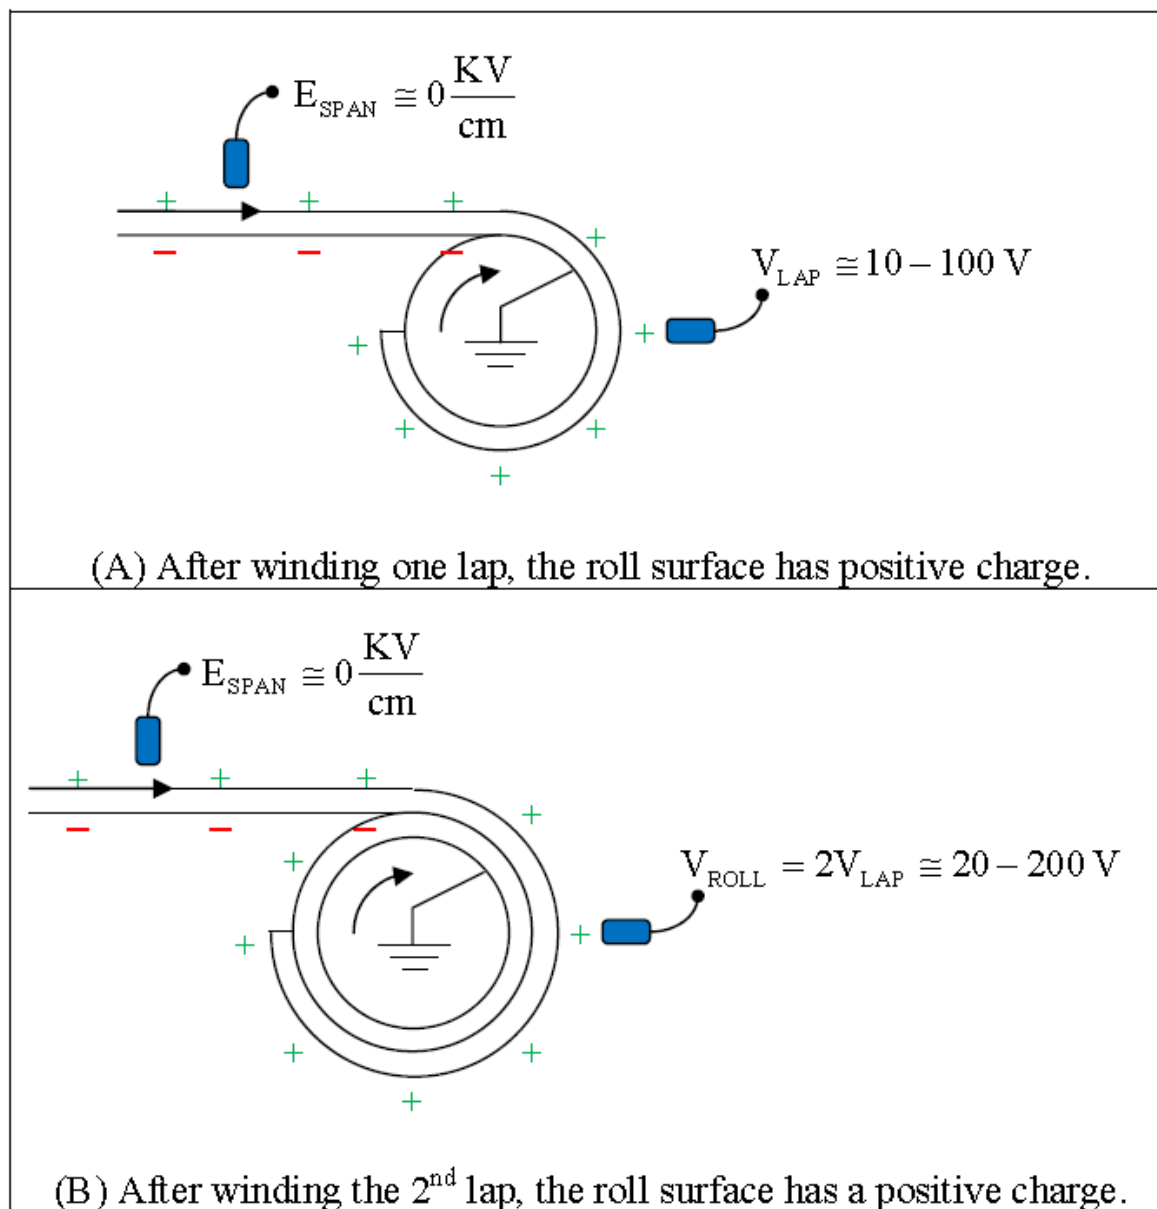 E_SPAN ≅ 0 KV/cm
V_LAP ≅ 10 – 100 V
(A) After winding one lap, the roll surface has positive charge.
E_SPAN ≅ 0 KV/cm
V_ROLL = 2V_LAP ≅ 20 – 200 V
(B) After winding the 2nd lap, the roll surface has a positive charge.